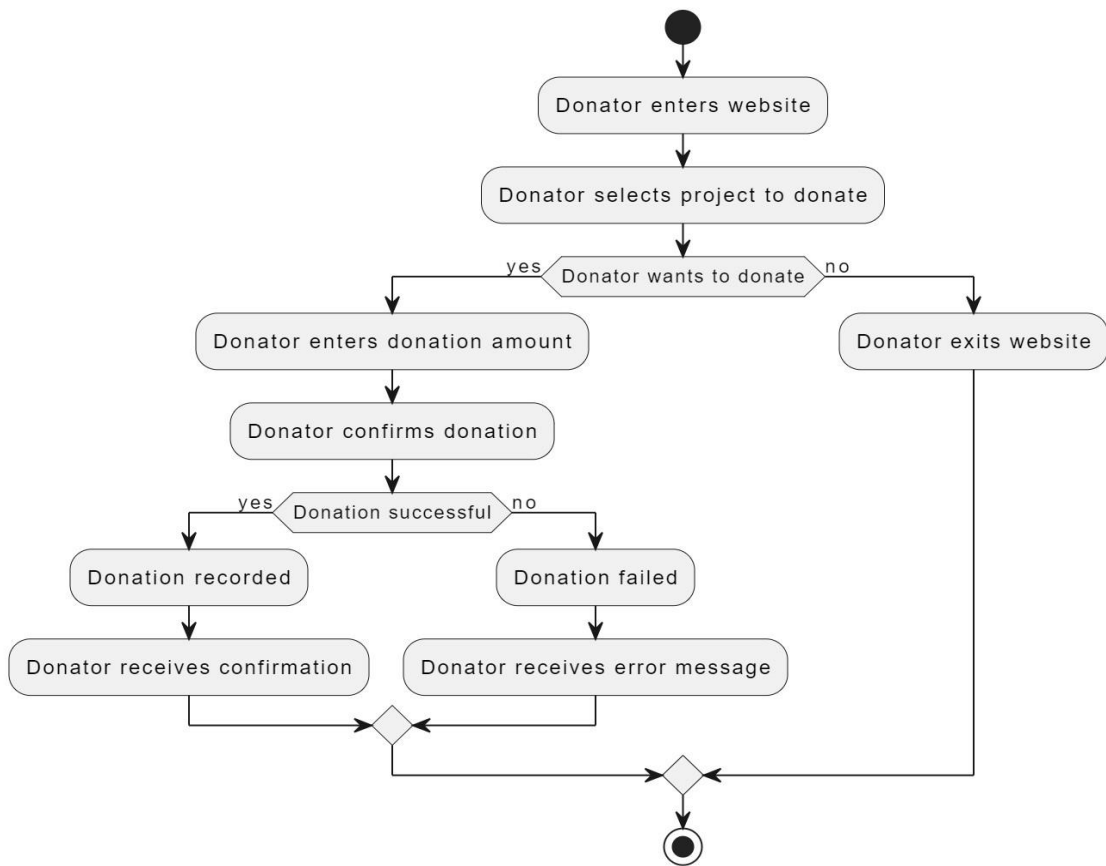 Donator enters website
Donator selects project to donate
yes
Donator wants to donate
no
Donator enters donation amount
Donator exits website
Donator confirms donation
yes
Donation successful
no
Donation recorded
Donation failed
Donator receives confirmation
Donator receives error message